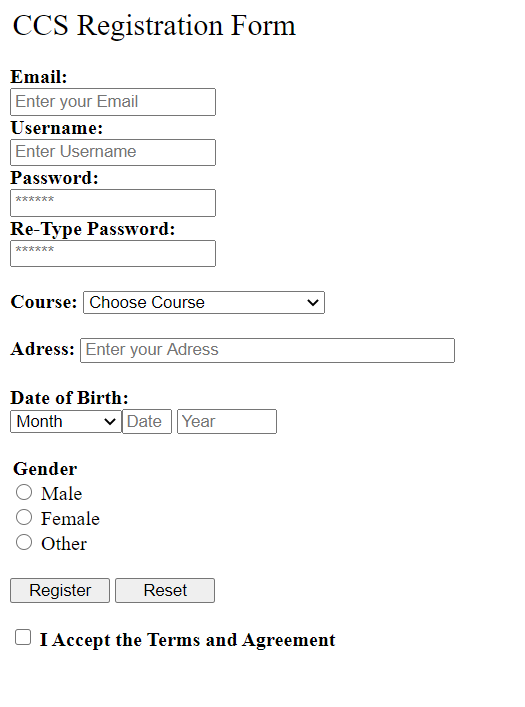 CCS Registration Form
Email:
Enter your Email
Username:
Enter Username
Password:
******
Re-Type Password:
******
Course: Choose Course
Adress: Enter your Adress
Date of Birth:
Month Date Year
Gender
Male
Female
Other
Register Reset
I Accept the Terms and Agreement